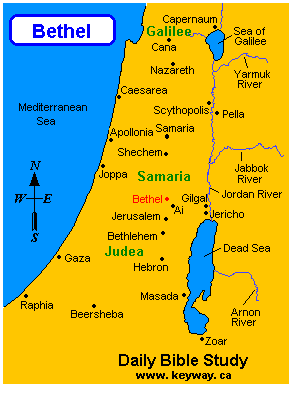 Bethel
Capernaum
Galilee
Sea of
Galilee
Cana
Nazareth
Yarmuk
River
Caesarea
Scythopolis
Pella
Mediterranean
Sea
Apollonia
Samaria
Shechem
Jabbok
River
Joppa
Samaria
N
W
E
S
Bethel
Ai
Gilgal
Jordan River
Jerusalem
Jericho
Bethlehem
Judea
Dead Sea
Gaza
Hebron
Masada
Raphia
Beersheba
Arnon
River
Zoar
Daily Bible Study
www.keyway.ca